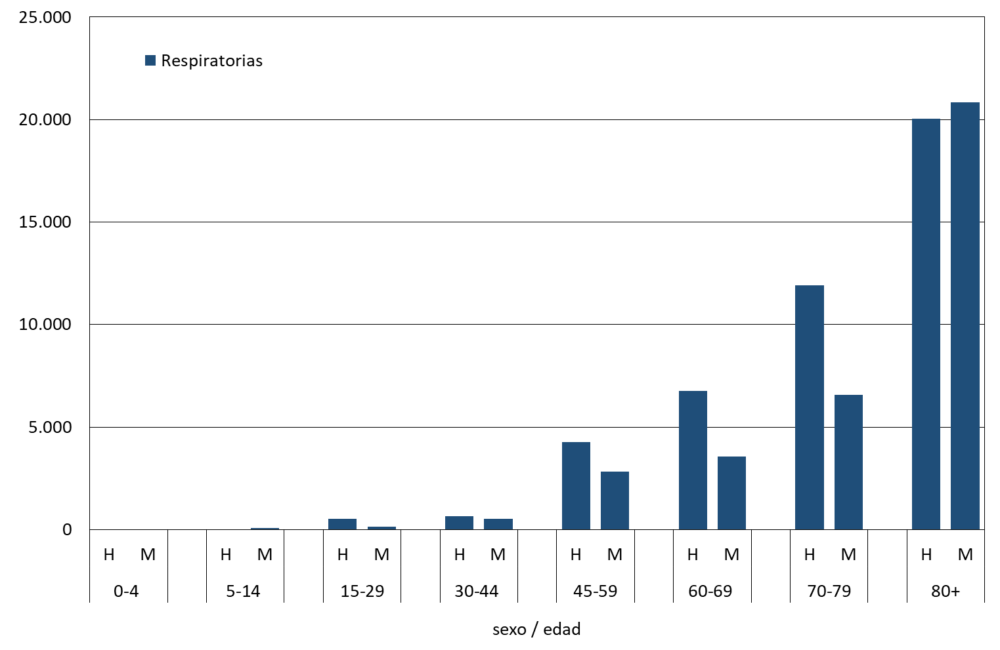 25.000
Respiratorias
20.000
15.000
10.000
5.000
0
H M H M H M H M H M H M H M H M
0-4 5-14 15-29 30-44 45-59 60-69 70-79 80+
sexo / edad